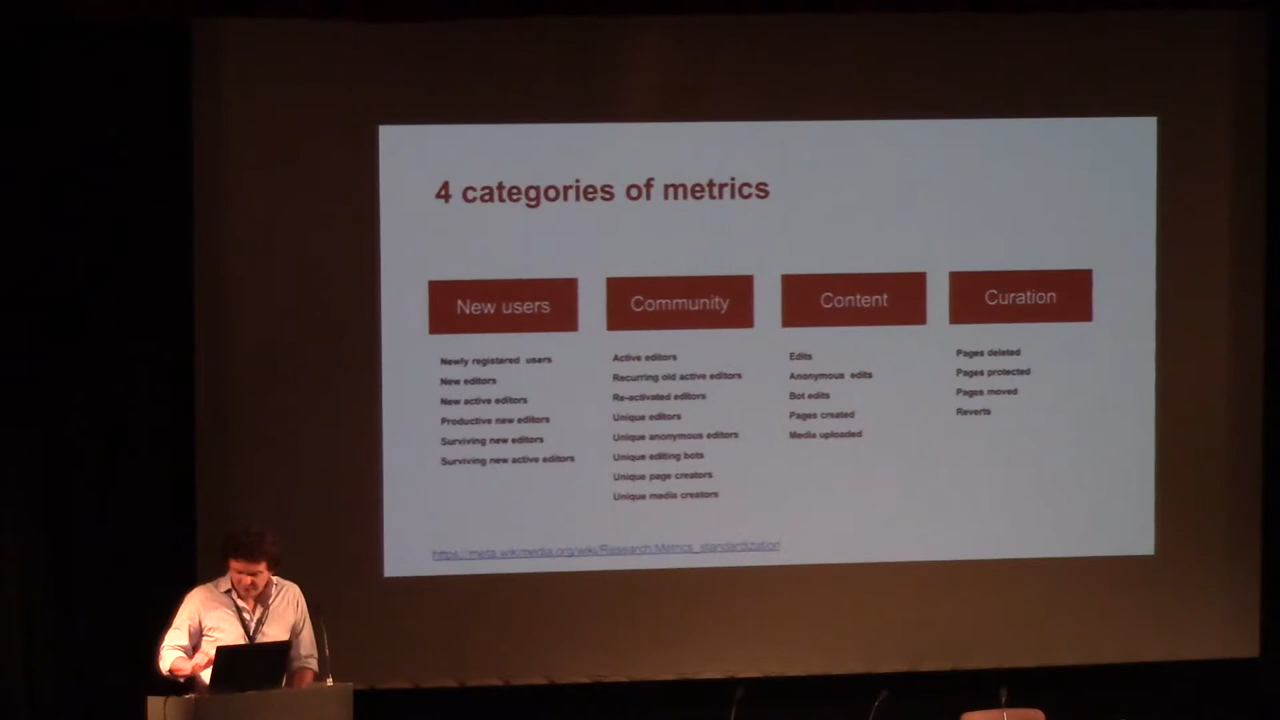 4 categories of metrics
New users
Newly registered users
New editors
New active editors
Productive new editors
Surviving new editors
Surviving new active editors
Community
Active editors
Recurring old active editors
Re-activated editors
Unique editors
Unique anonymous editors
Unique editing bots
Unique page creators
Unique media creators
Content
Edits
Anonymous edits
Bot edits
Pages created
Media uploaded
Curation
Pages deleted
Pages protected
Pages moved
Reverts
https://meta.wikimedia.org/wiki/Research:Metrics_standardization